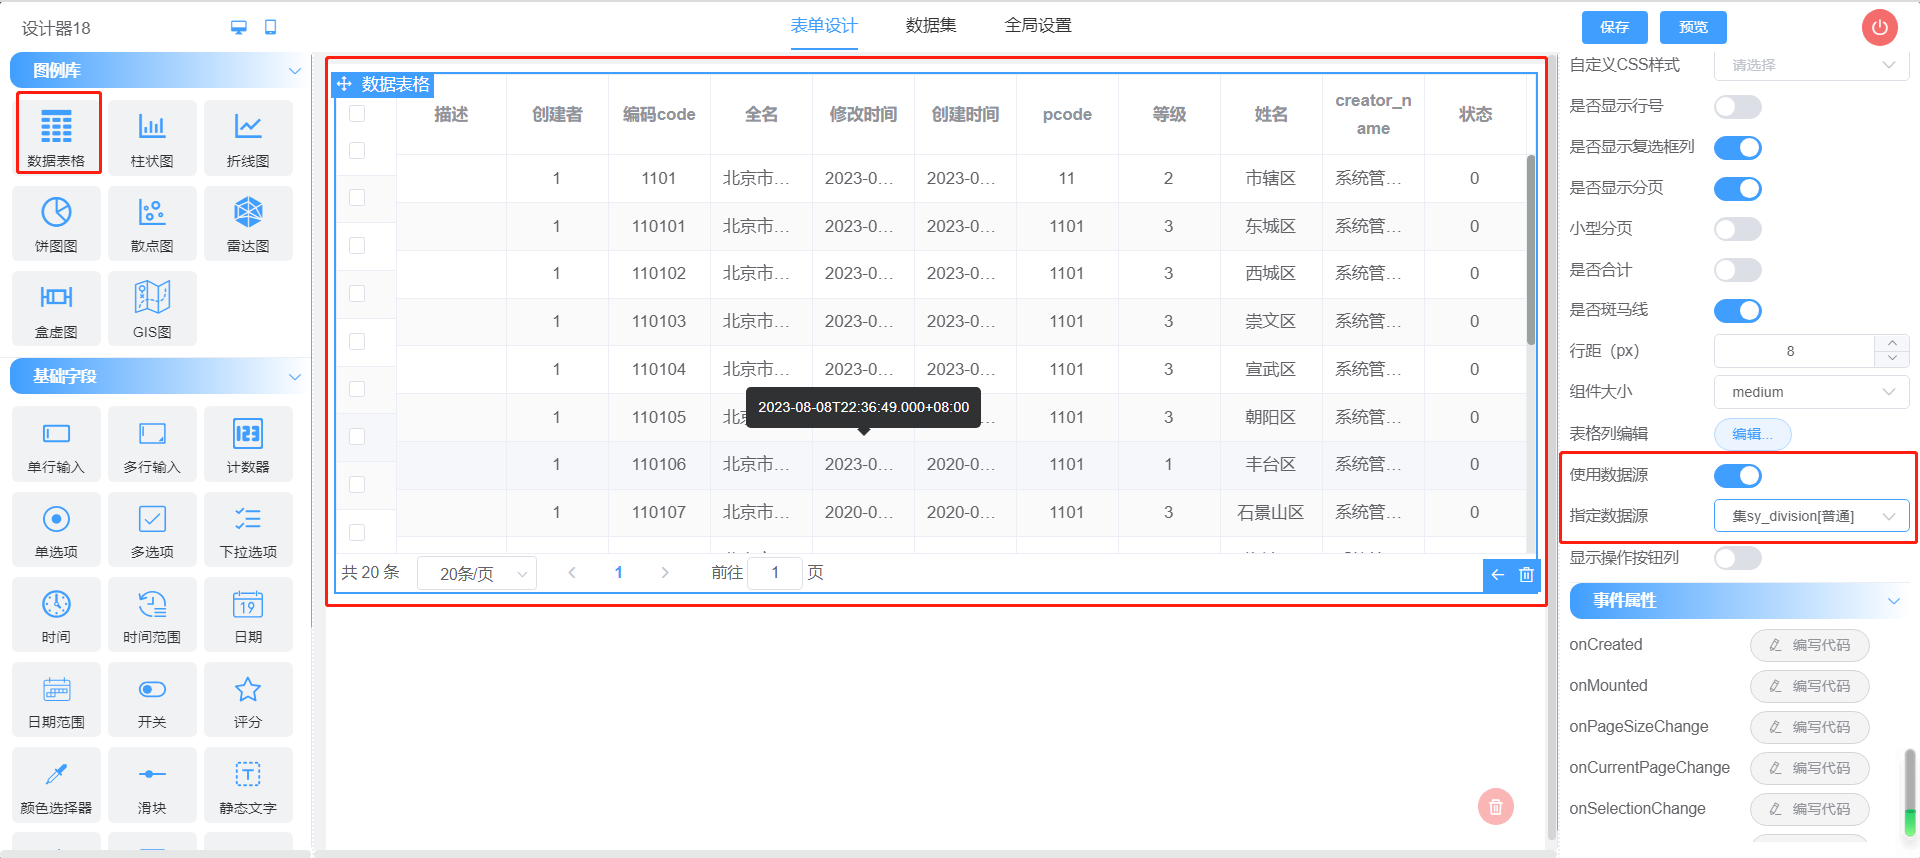 设计器18
表单设计
数据集
全局设置
保存
预览
图例库
数据表格
柱状图
折线图
饼图图
散点图
雷达图
盒虚图
GIS图
基础字段
单行输入
多行输入
计数器
单选项
多选项
下拉选项
时间
时间范围
日期
日期范围
开关
评分
颜色选择器
滑块
静态文字
数据表格
描述 创建者 编码code 全名 修改时间 创建时间 pcode 等级 姓名 creator_name 状态
1 1101 北京市... 2023-0... 2023-0... 11 2 市辖区 系统管... 0
1 110101 北京市... 2023-0... 2023-0... 1101 3 东城区 系统管... 0
1 110102 北京市... 2023-0... 2023-0... 1101 3 西城区 系统管... 0
1 110103 北京市... 2023-0... 2023-0... 1101 3 崇文区 系统管... 0
1 110104 北京市... 2023-0... 2023-0... 1101 3 宣武区 系统管... 0
1 110105 北京 1101 3 朝阳区 系统管... 0
2023-08-08T22:36:49.000+08:00
1 110106 北京市... 2023-0... 2020-0... 1101 1 丰台区 系统管... 0
1 110107 北京市... 2020-0... 2020-0... 1101 3 石景山区 系统管... 0
共 20 条 20条/页 1 前往 1 页
自定义CSS样式 请选择
是否显示行号
是否显示复选框列
是否显示分页
小型分页
是否合计
是否斑马线
行距（px） 8
组件大小 medium
表格列编辑 编辑...
使用数据源
指定数据源 集sy_division[普通]
显示操作按钮列
事件属性
onCreated 编写代码
onMounted 编写代码
onPageSizeChange 编写代码
onCurrentPageChange 编写代码
onSelectionChange 编写代码